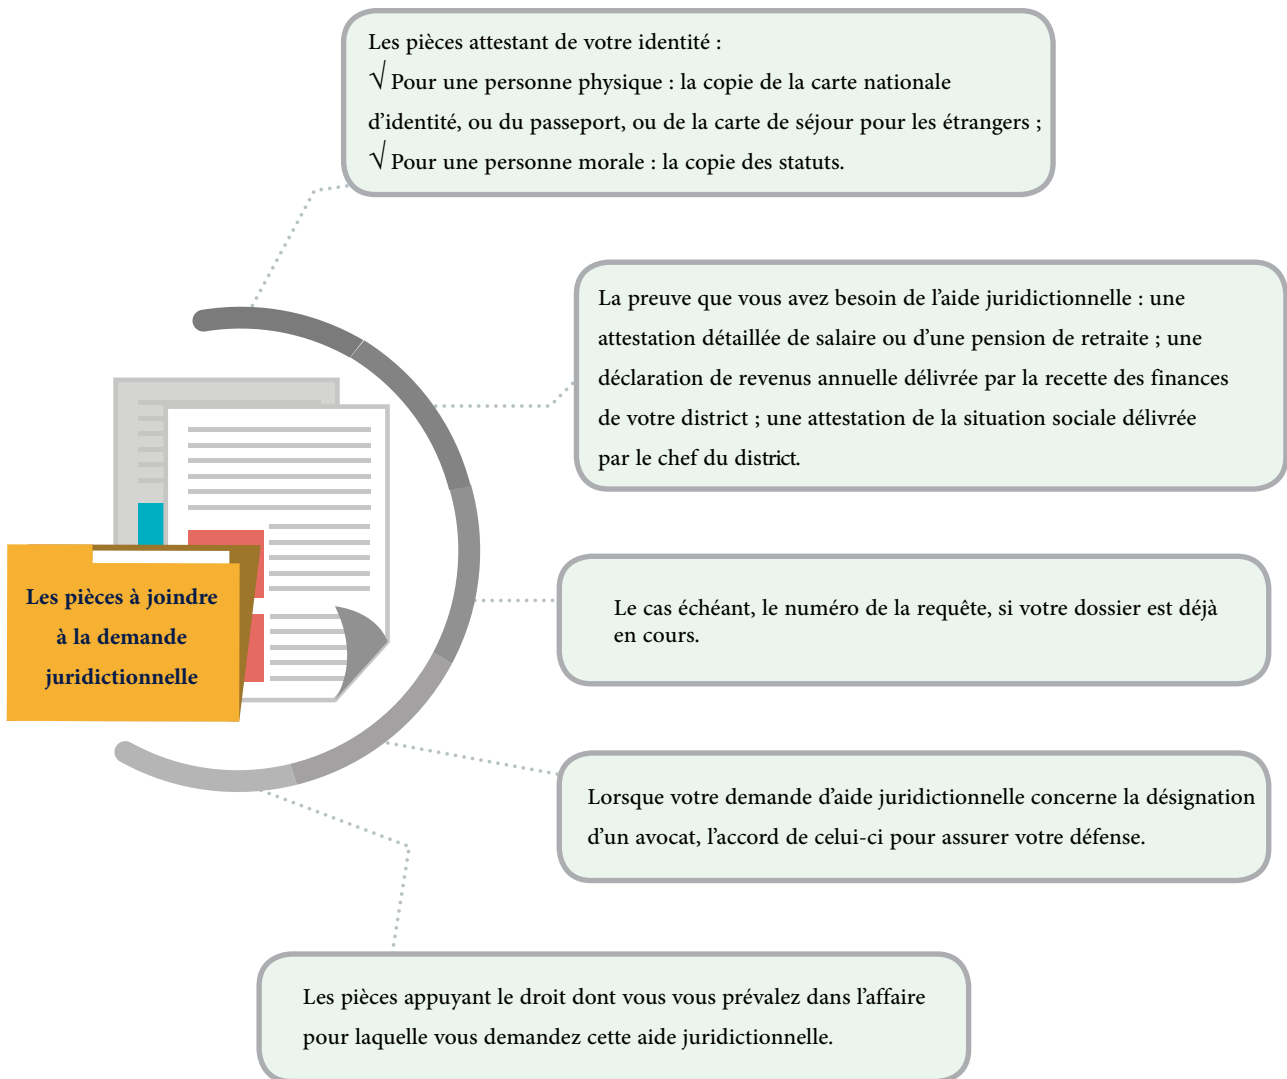 Les pièces attestant de votre identité :
√ Pour une personne physique : la copie de la carte nationale
d’identité, ou du passeport, ou de la carte de séjour pour les étrangers ;
√ Pour une personne morale : la copie des statuts.
La preuve que vous avez besoin de l’aide juridictionnelle : une
attestation détaillée de salaire ou d’une pension de retraite ; une
déclaration de revenus annuelle délivrée par la recette des finances
de votre district ; une attestation de la situation sociale délivrée
par le chef du district.
Les pièces à joindre
à la demande
juridictionnelle
Le cas échéant, le numéro de la requête, si votre dossier est déjà
en cours.
Lorsque votre demande d’aide juridictionnelle concerne la désignation
d’un avocat, l’accord de celui-ci pour assurer votre défense.
Les pièces appuyant le droit dont vous vous prévalez dans l’affaire
pour laquelle vous demandez cette aide juridictionnelle.